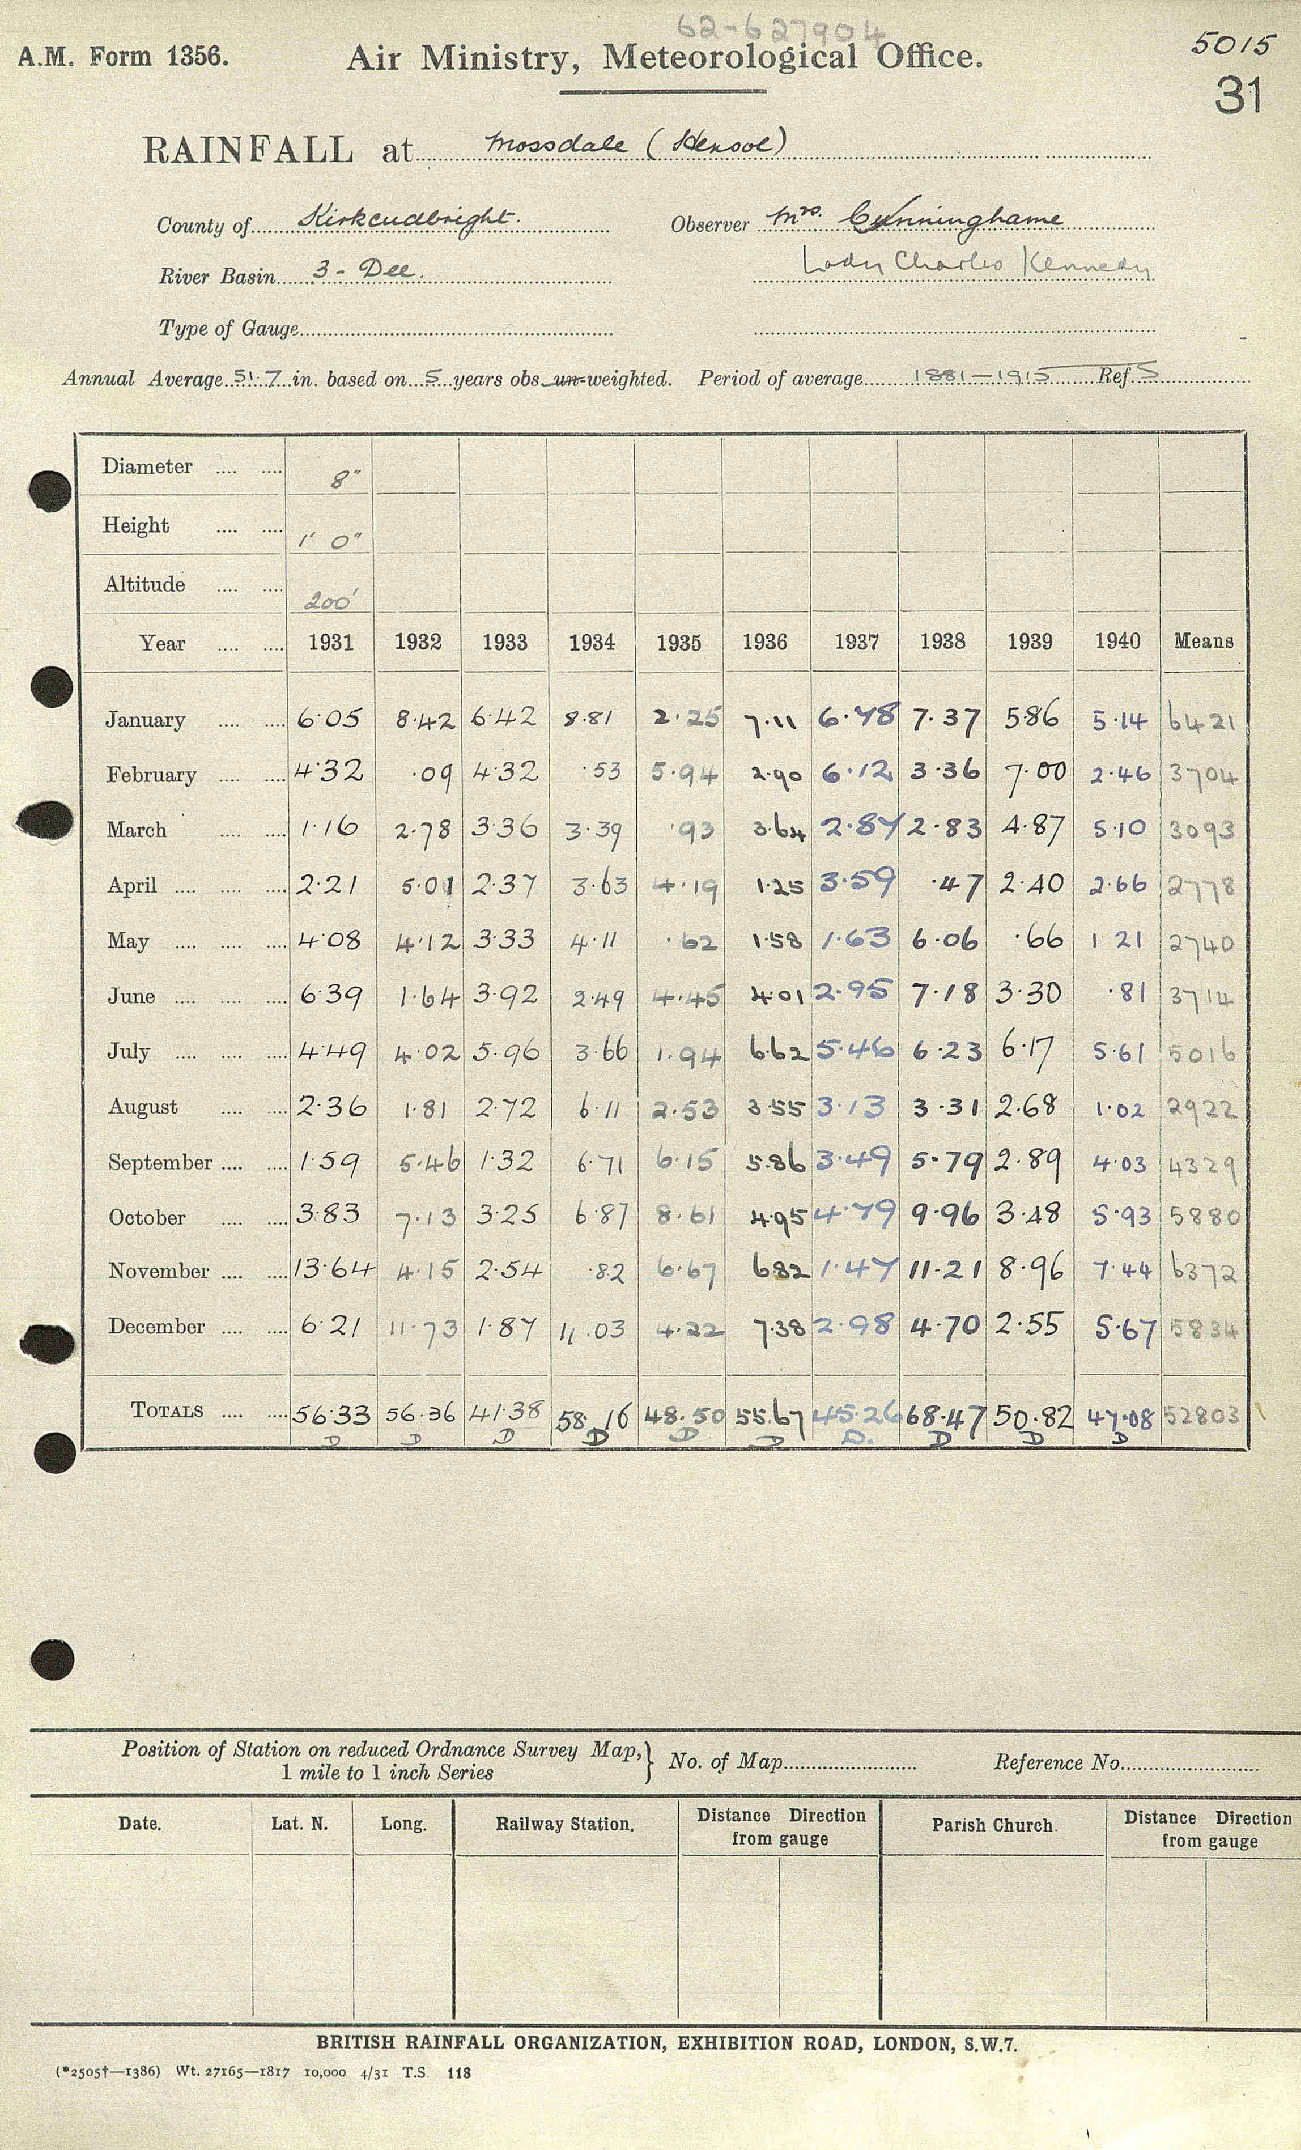 62-627904
A.M. Form 1356.
Air Ministry, Meteorological Office.
5015
31
RAINFALL at Mossdale (Hensol)
County of Kirkcudbright. Observer Mrs. Cunninghame
River Basin 3 - Dee. Lady Charles Kennedy
Type of Gauge
Annual Average 51.7 in. based on 5 years obs. un-weighted. Period of average 1881-1915 Ref. S
Diameter .... .... 8"
Height .... .... 1' 0"
Altitude .... .... 200'
Year .... .... 1931 1932 1933 1934 1935 1936 1937 1938 1939 1940 Means
January .... .... 6.05 8.42 6.42 8.81 2.25 7.11 6.78 7.37 5.86 5.14 6421
February .... .... 4.32 .09 4.32 .53 5.94 2.90 6.12 3.36 7.00 2.46 3704
March .... .... 1.16 2.78 3.36 3.39 .93 3.64 2.87 2.83 4.87 5.10 3093
April .... .... .... 2.21 5.01 2.37 3.63 4.19 1.25 3.59 .47 2.40 2.66 2778
May .... .... .... 4.08 4.12 3.33 4.11 .62 1.58 1.63 6.06 .66 1 21 2740
June .... .... .... 6.39 1.64 3.92 2.49 4.45 4.01 2.95 7.18 3.30 .81 3714
July .... .... .... 4.49 4.02 5.96 3.66 1.94 6.62 5.46 6.23 6.17 5.61 5016
August .... .... 2.36 1.81 2.72 6.11 2.53 3.55 3.13 3.31 2.68 1.02 2922
September .... .... 1.59 5.46 1.32 6.71 6.15 5.86 3.49 5.79 2.89 4.03 4329
October .... .... 3.83 7.13 3.25 6.87 8.61 4.95 4.79 9.96 3.48 5.93 5880
November .... .... 13.64 4.15 2.54 .82 6.67 6.82 1.47 11.21 8.96 7.44 6372
December .... .... 6.21 11.73 1.87 11.03 4.22 7.38 2.98 4.70 2.55 5.67 5834
TOTALS .... .... 56.33 56.36 41.38 58.16 48.50 55.67 45.26 68.47 50.82 47.08 52803
D D D D D D D. D D D
Position of Station on reduced Ordnance Survey Map, } No. of Map Reference No.
1 mile to 1 inch Series
Date. Lat. N. Long. Railway Station. Distance Direction from gauge Parish Church. Distance Direction from gauge
BRITISH RAINFALL ORGANIZATION, EXHIBITION ROAD, LONDON, S.W.7.
(*2505†—1386) Wt. 27165—1817 10,000 4/31 T.S. 118